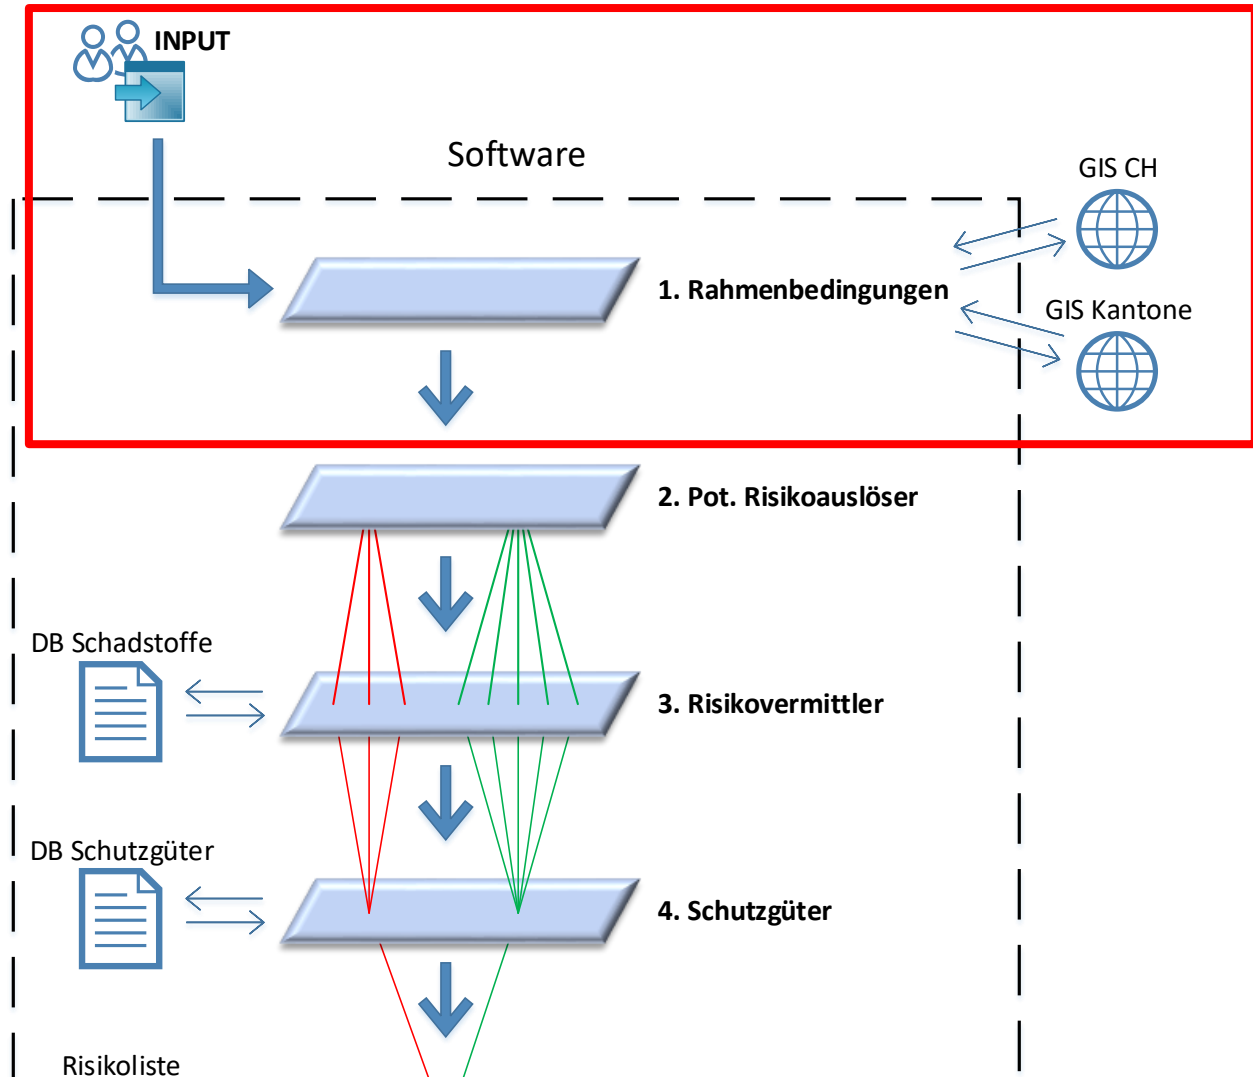 INPUT
Software
GIS CH
1. Rahmenbedingungen
GIS Kantone
2. Pot. Risikoauslöser
DB Schadstoffe
3. Risikovermittler
DB Schutzgüter
4. Schutzgüter
Risikoliste